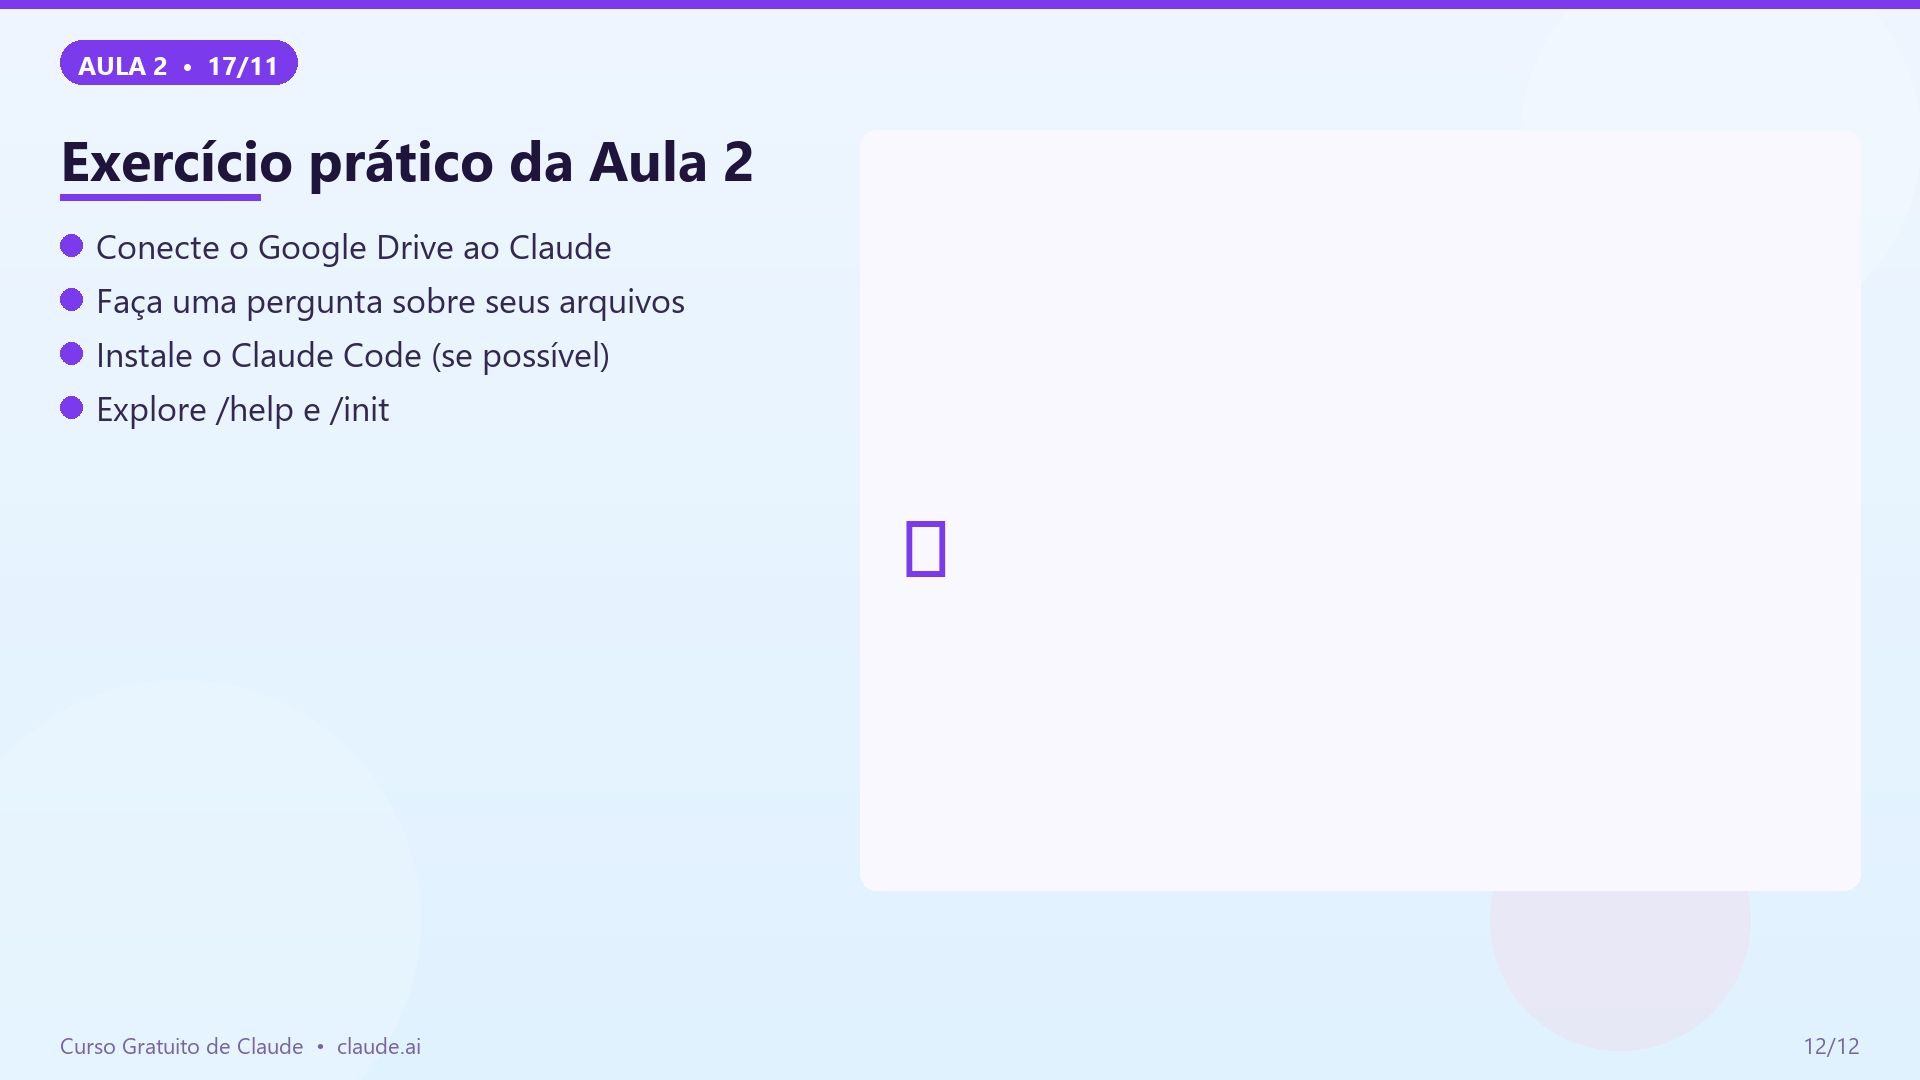 AULA 2 • 17/11
Exercício prático da Aula 2
Conecte o Google Drive ao Claude
Faça uma pergunta sobre seus arquivos
Instale o Claude Code (se possível)
Explore /help e /init
Curso Gratuito de Claude • claude.ai
12/12